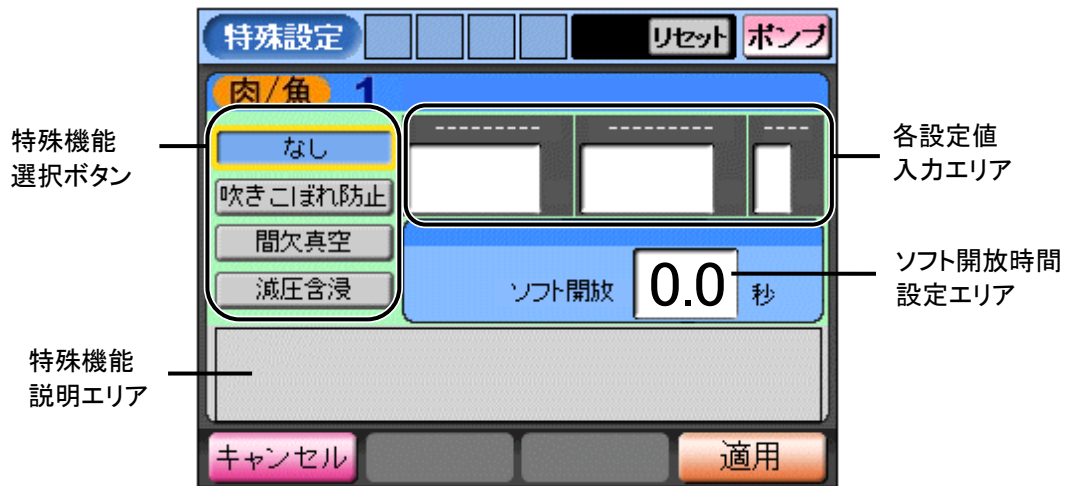 特殊設定 リセット ポンプ
肉/魚 1
特殊機能
選択ボタン
なし
吹きこぼれ防止
間欠真空
減圧含浸
---------- ---------- ----
各設定値
入力エリア
ソフト開放 0.0 秒
ソフト開放時間
設定エリア
特殊機能
説明エリア
キャンセル 適用